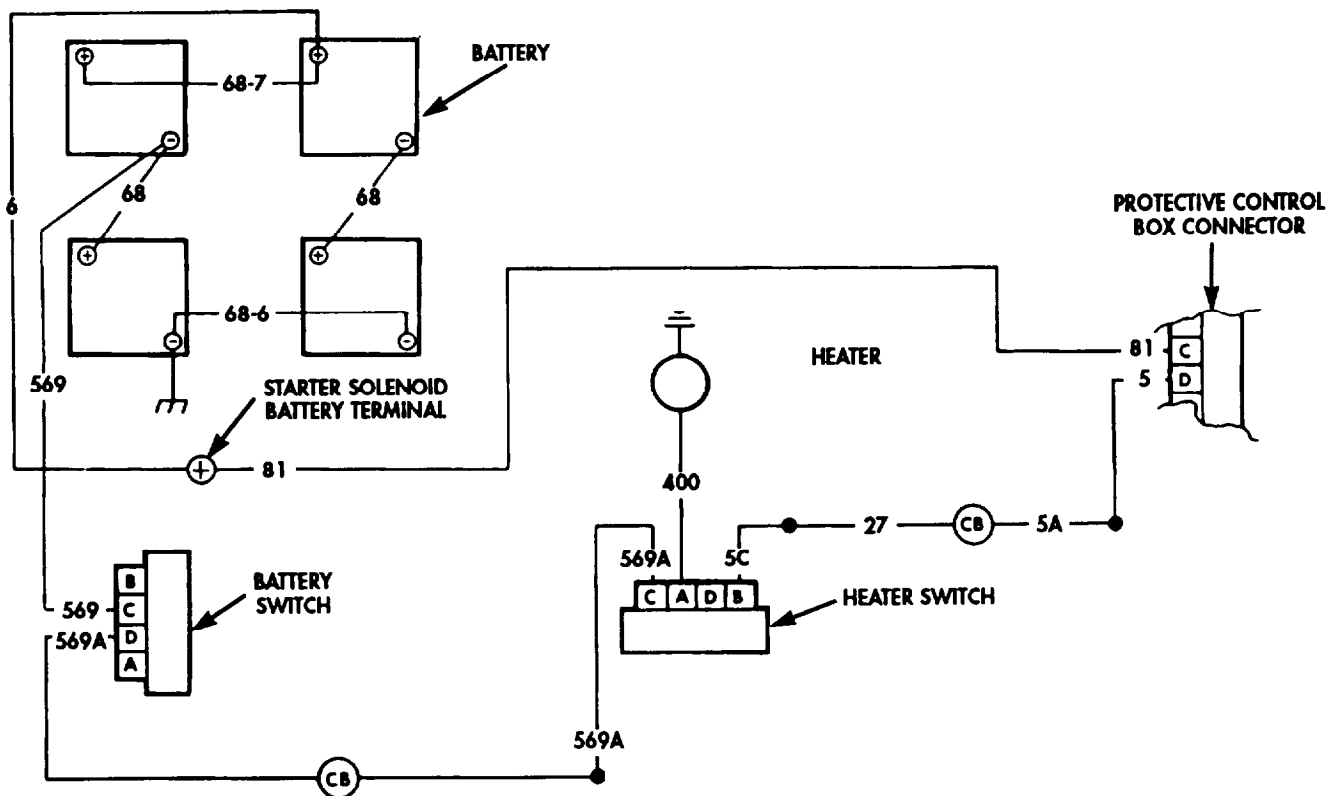 BATTERY
68-7
6
68
68
PROTECTIVE CONTROL
BOX CONNECTOR
68-6
HEATER
81
C
5
D
569
STARTER SOLENOID
BATTERY TERMINAL
81
400
27
CB
5A
569A
5C
B
BATTERY
SWITCH
C
A
D
B
HEATER SWITCH
569
C
569A
D
A
569A
CB